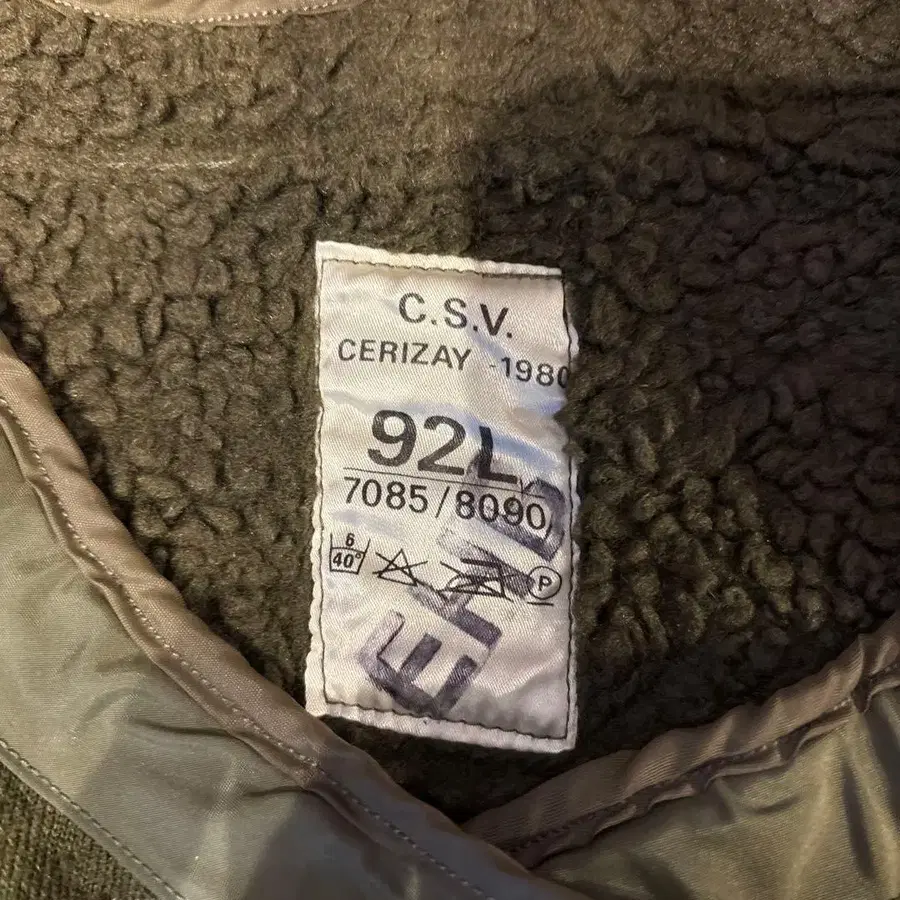 C.S.V.
CERIZAY -1980
92L
7085/8090
6
40°
P